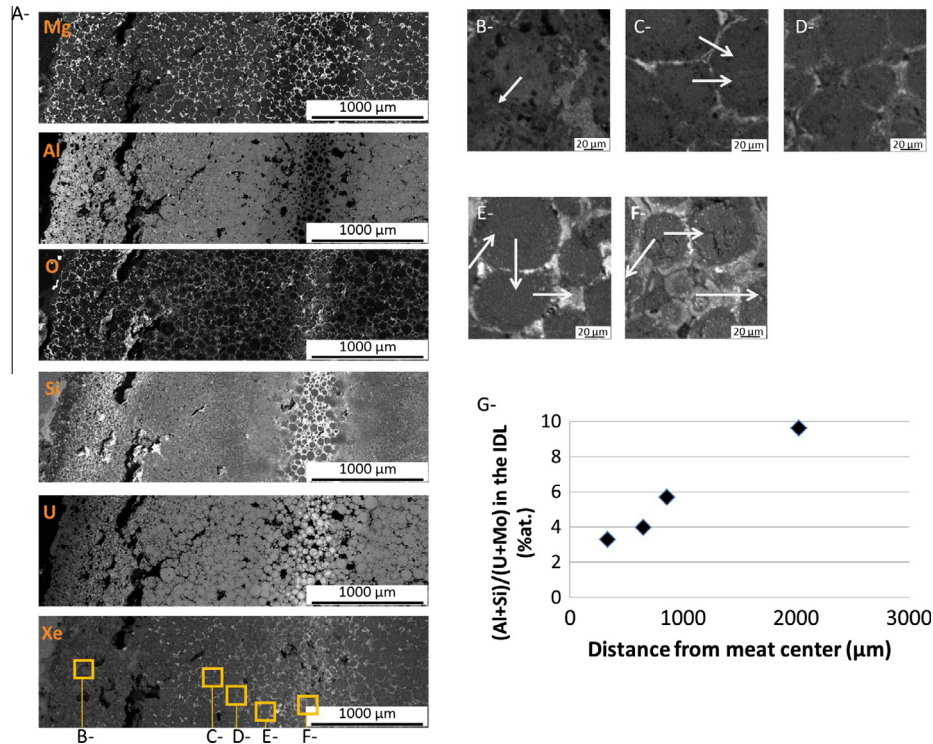 A-
Mg
1000 µm
Al
1000 µm
O
1000 µm
Si
1000 µm
U
1000 µm
Xe
1000 µm
B- C- D- E- F-
B-
20 µm
C-
20 µm
D-
20 µm
E-
20 µm
F-
20 µm
G-
(Al+Si)/(U+Mo) in the IDL
(%at.)
10
8
6
4
2
0
0 1000 2000 3000
Distance from meat center (µm)